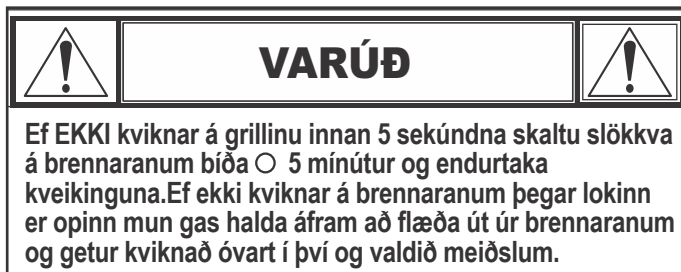 VARÚÐ
Ef EKKI kviknar á grillinu innan 5 sekúndna skaltu slökkva
á brennaranum bíða ○ 5 mínútur og endurtaka
kveikinguna.Ef ekki kviknar á brennaranum þegar lokinn
er opinn mun gas halda áfram að flæða út úr brennaranum
og getur kviknað óvart í því og valdið meiðslum.